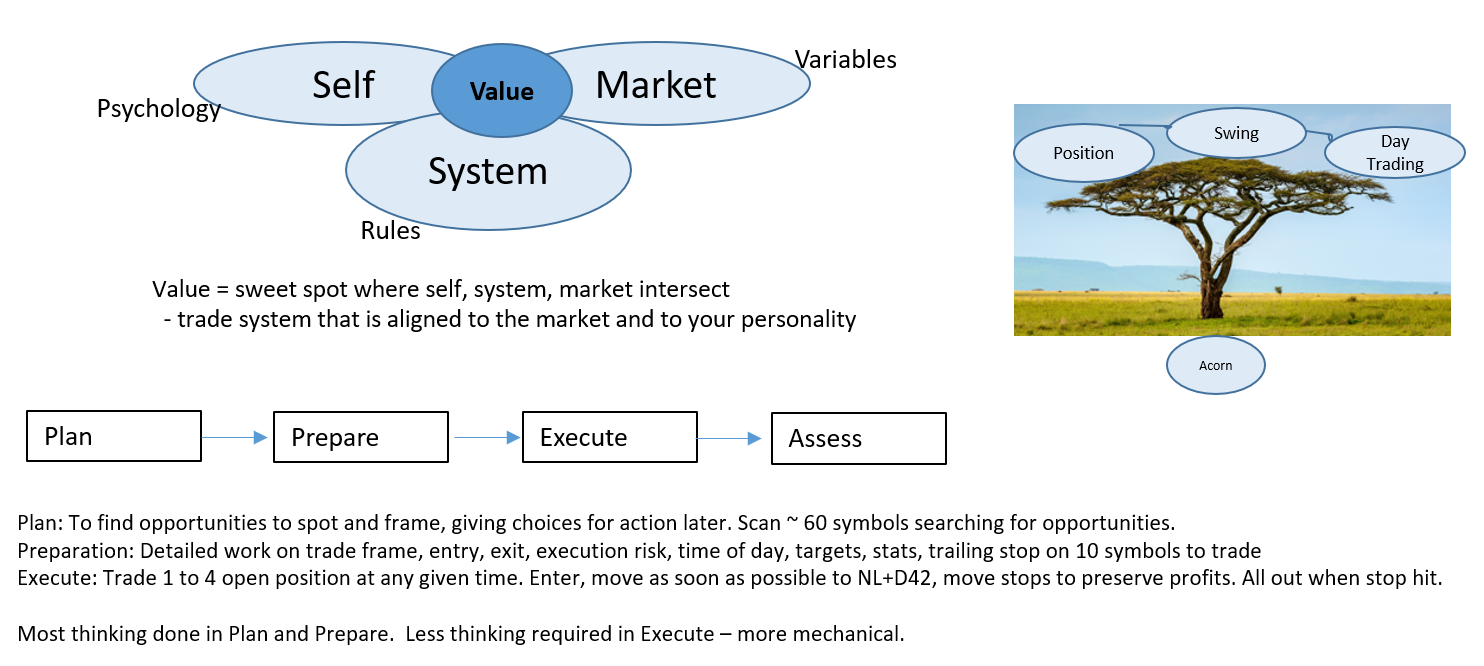 Self
Value
Market
Variables
Psychology
System
Rules
Position
Swing
Day
Trading
Acorn
Value = sweet spot where self, system, market intersect
- trade system that is aligned to the market and to your personality
Plan
Prepare
Execute
Assess
Plan: To find opportunities to spot and frame, giving choices for action later. Scan ~ 60 symbols searching for opportunities.
Preparation: Detailed work on trade frame, entry, exit, execution risk, time of day, targets, stats, trailing stop on 10 symbols to trade
Execute: Trade 1 to 4 open position at any given time. Enter, move as soon as possible to NL+D42, move stops to preserve profits. All out when stop hit.
Most thinking done in Plan and Prepare.  Less thinking required in Execute – more mechanical.